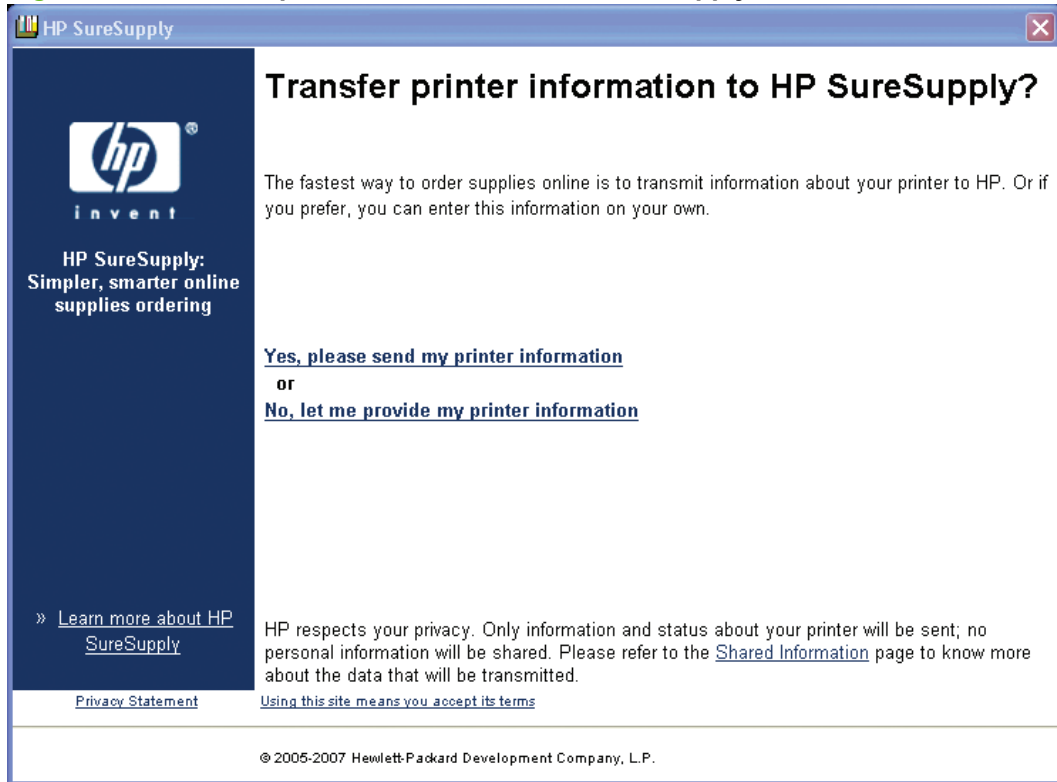 HP SureSupply
Transfer printer information to HP SureSupply?
hp
®
invent
HP SureSupply:
Simpler, smarter online
supplies ordering
The fastest way to order supplies online is to transmit information about your printer to HP. Or if
you prefer, you can enter this information on your own.
Yes, please send my printer information
or
No, let me provide my printer information
» Learn more about HP
SureSupply
HP respects your privacy. Only information and status about your printer will be sent; no
personal information will be shared. Please refer to the Shared Information page to know more
about the data that will be transmitted.
Privacy Statement
Using this site means you accept its terms
© 2005-2007 Hewlett-Packard Development Company, L.P.